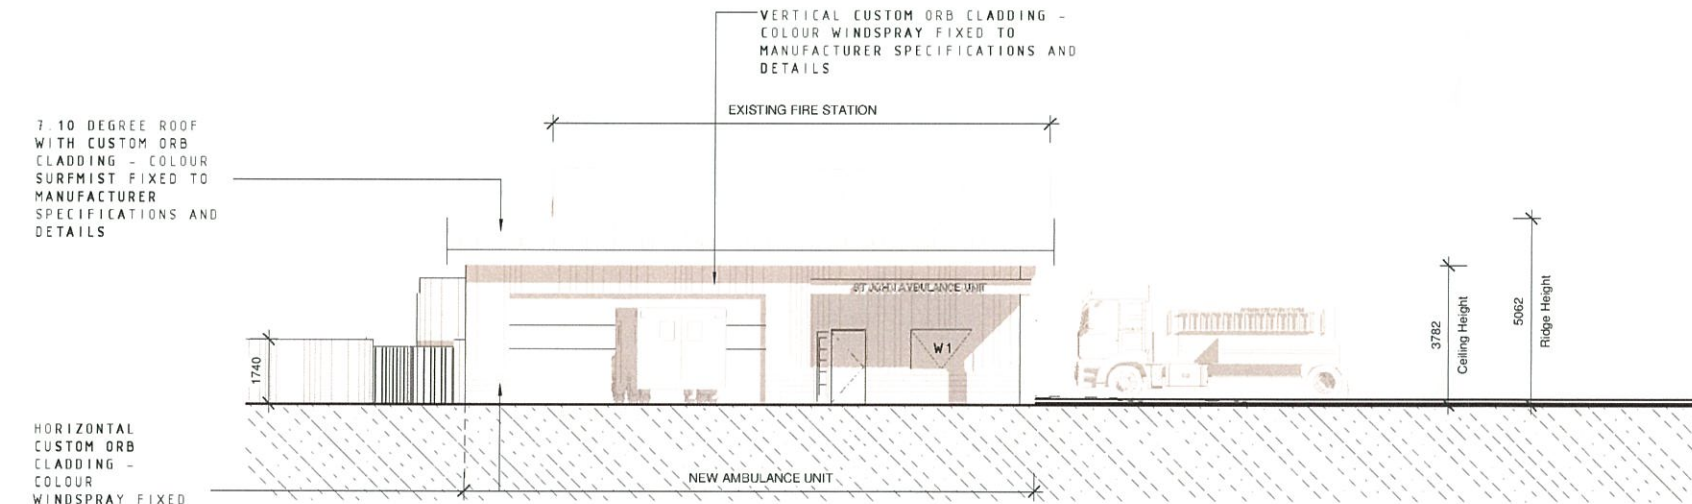 VERTICAL CUSTOM ORB CLADDING -
COLOUR WINDSPRAY FIXED TO
MANUFACTURER SPECIFICATIONS AND
DETAILS
EXISTING FIRE STATION
7.10 DEGREE ROOF
WITH CUSTOM ORB
CLADDING - COLOUR
SURFMIST FIXED TO
MANUFACTURER
SPECIFICATIONS AND
DETAILS
ST JOHN AMBULANCE UNIT
W1
1740
3782
Ceiling Height
5062
Ridge Height
HORIZONTAL
CUSTOM ORB
CLADDING -
COLOUR
WINDSPRAY FIXED
NEW AMBULANCE UNIT